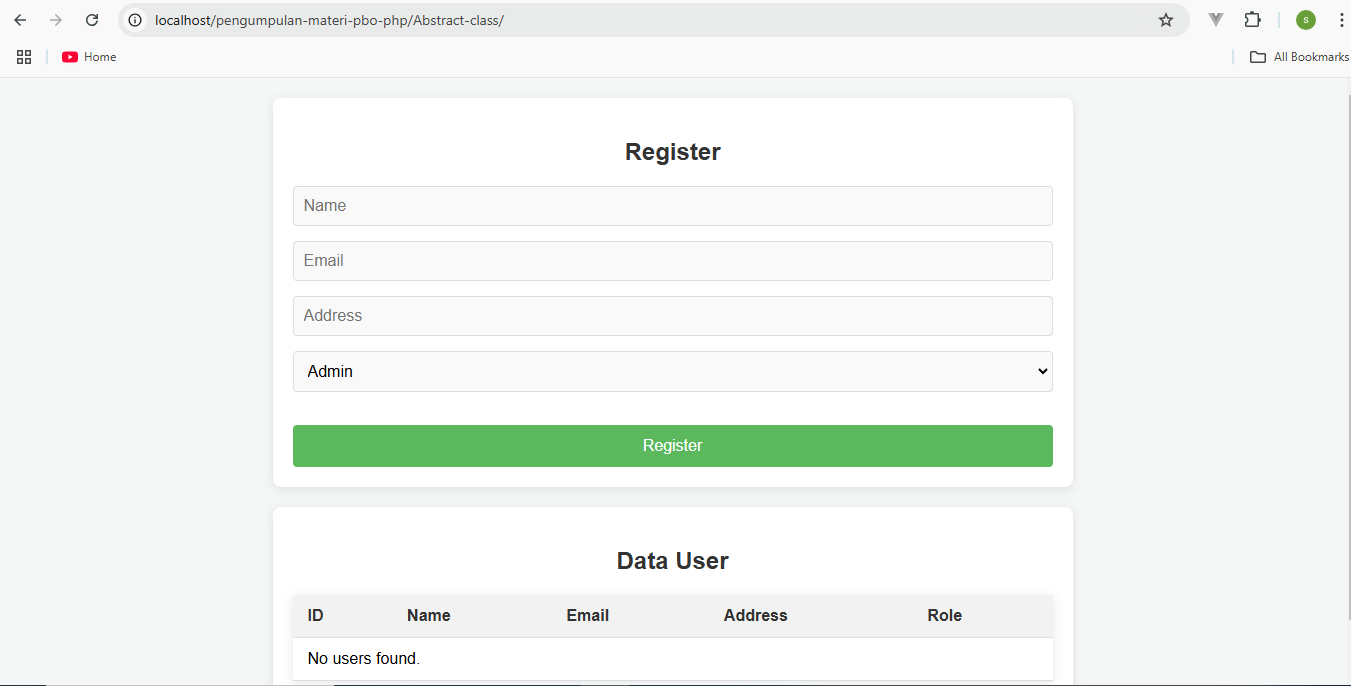 localhost/pengumpulan-materi-pbo-php/Abstract-class/
s
Home
All Bookmarks
Register
Name
Email
Address
Admin
Register
Data User
ID Name Email Address Role
No users found.